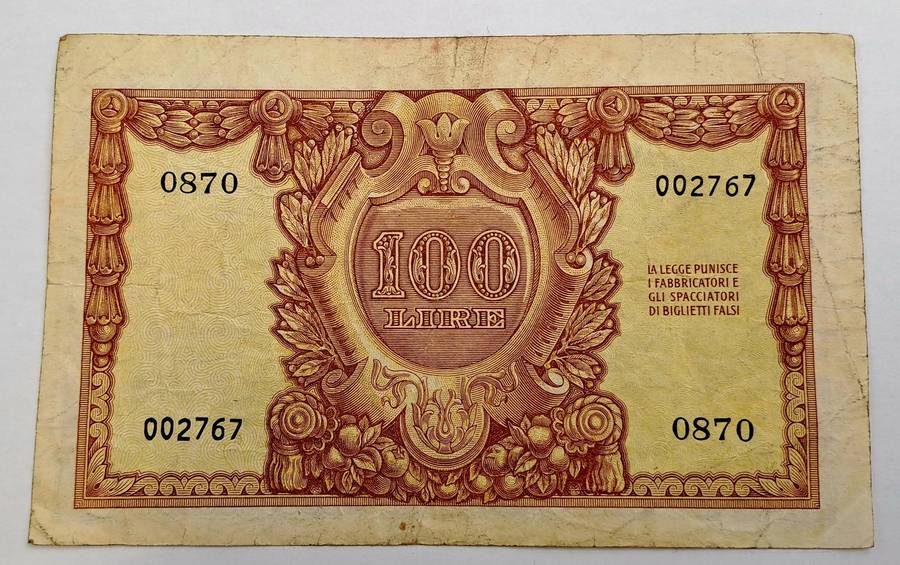 0870
002767
100
LIRE
LA LEGGE PUNISCE
I FABBRICATORI E
GLI SPACCIATORI
DI BIGLIETTI FALSI
002767
0870